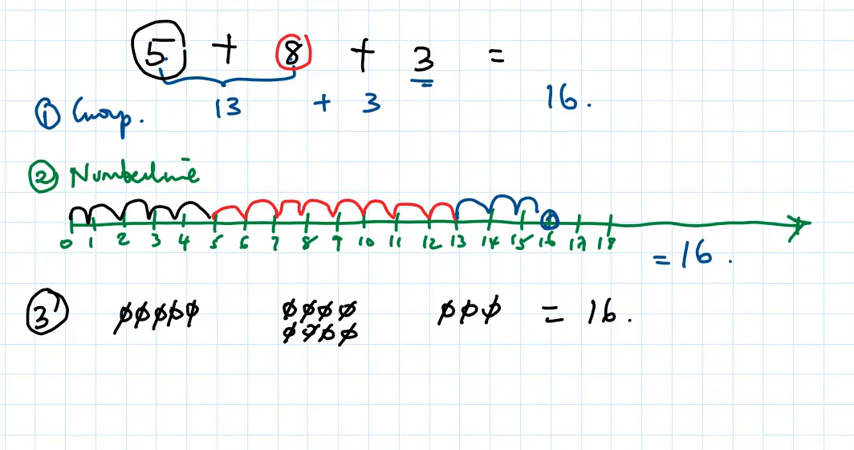 5 + 8 + 3 =
① Group. 13 + 3 16.
② Numberline
0 1 2 3 4 5 6 7 8 9 10 11 12 13 14 15 16 17 18
= 16.
③ = 16.